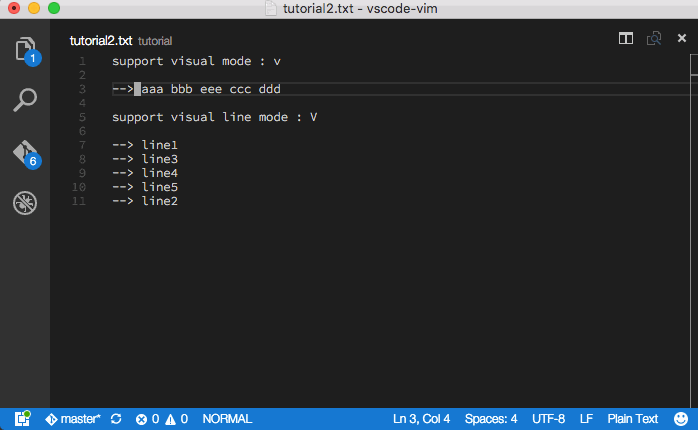 tutorial2.txt - vscode-vim
tutorial2.txt tutorial
1 support visual mode : v
2
3 --> aaa bbb eee ccc ddd
4
5 support visual line mode : V
6
7 --> line1
8 --> line3
9 --> line4
10 --> line5
11 --> line2
1
6
master* 0 0 NORMAL Ln 3, Col 4 Spaces: 4 UTF-8 LF Plain Text